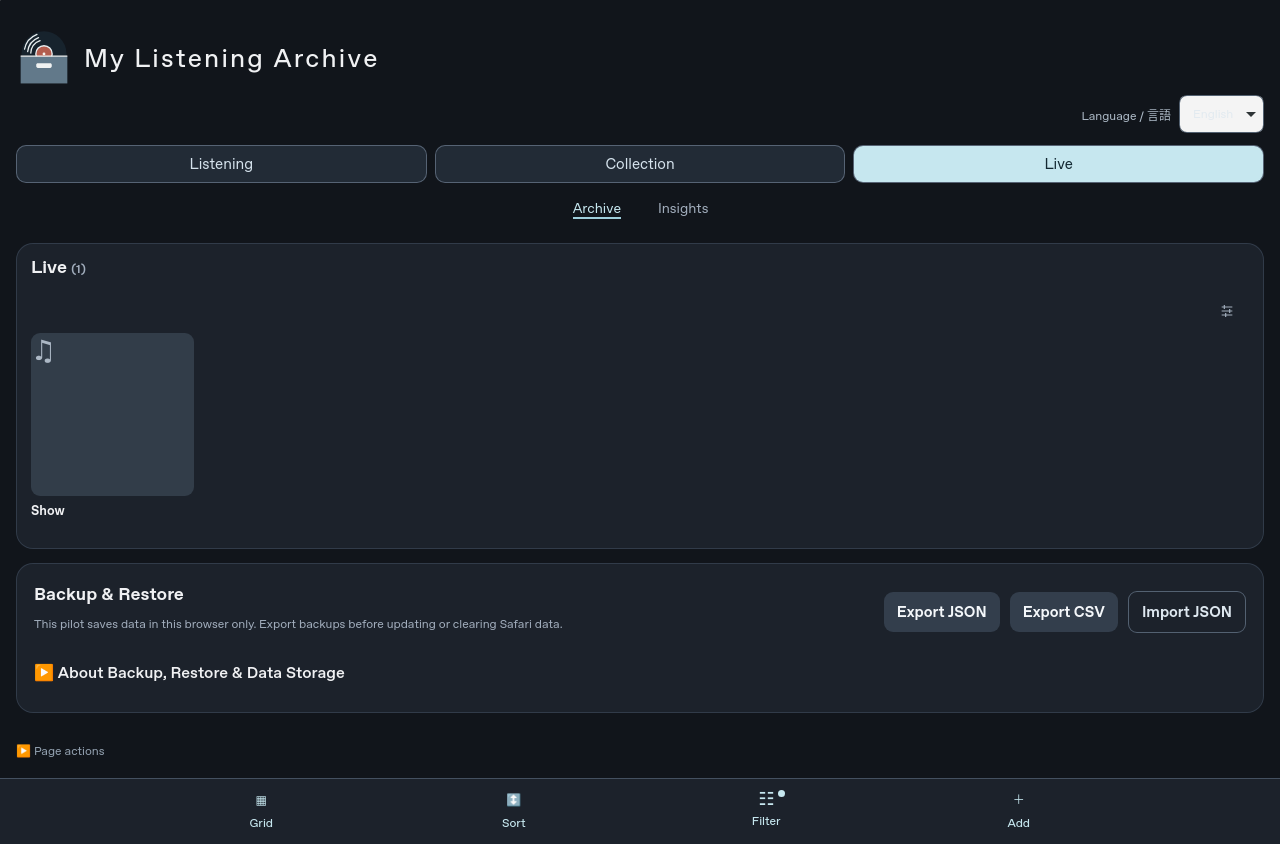 My Listening Archive
Language / 言語 English
Listening Collection Live
Archive Insights
Live (1)
Show
Backup & Restore
This pilot saves data in this browser only. Export backups before updating or clearing Safari data.
Export JSON Export CSV Import JSON
About Backup, Restore & Data Storage
Page actions
Grid Sort Filter Add